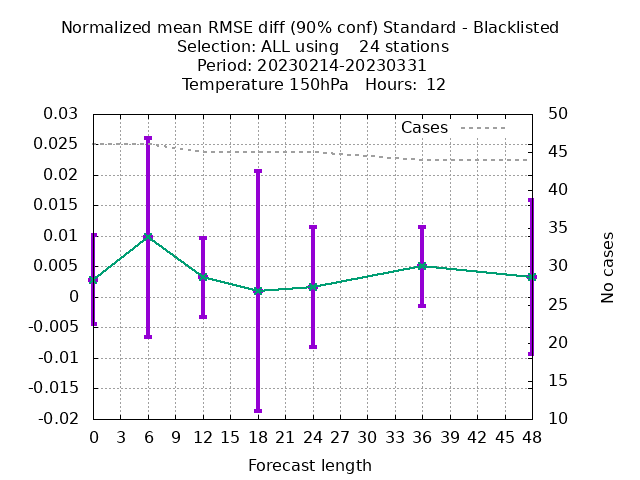 Normalized mean RMSE diff (90% conf) Standard - Blacklisted
Selection: ALL using    24 stations
Period: 20230214-20230331
Temperature 150hPa   Hours:  12
0.03
0.025
0.02
0.015
0.01
0.005
0
-0.005
-0.01
-0.015
-0.02
Cases
50
45
40
35
30
25
20
15
10
No cases
0 3 6 9 12 15 18 21 24 27 30 33 36 39 42 45 48
Forecast length